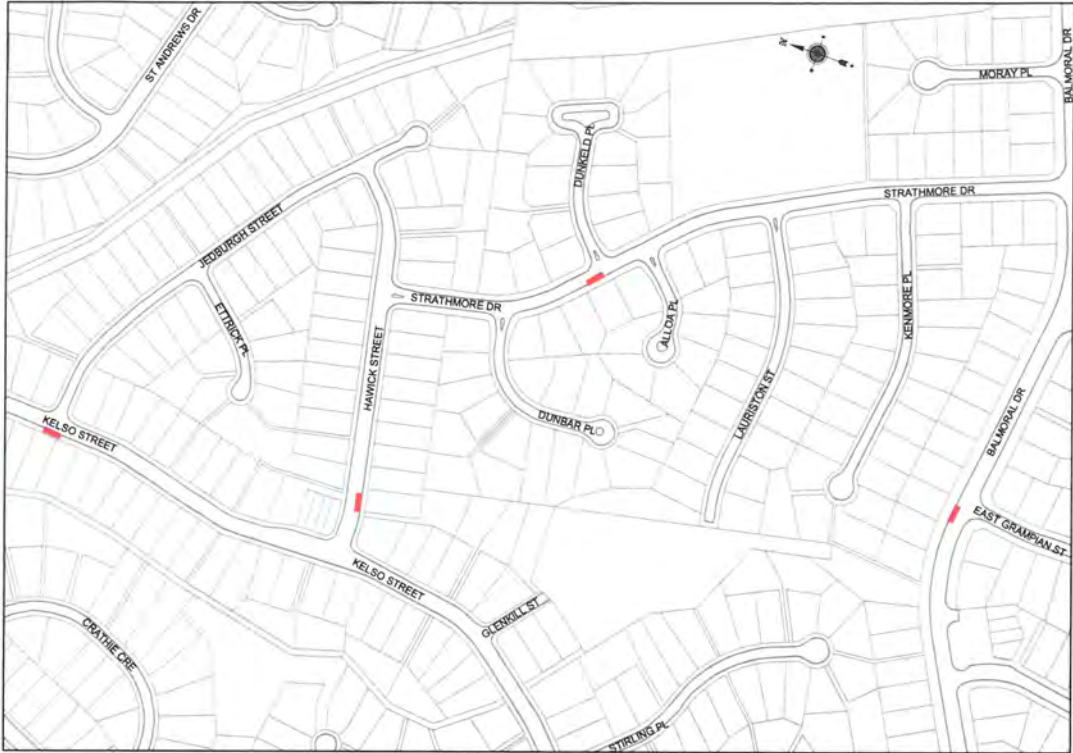 ST ANDREWS DR
BALMORAL DR
MORAY PL
N
DUNKELD PL
STRATHMORE DR
JEDBURGH STREET
ETTRICK PL
STRATHMORE DR
ALLOA PL
KENMORE PL
HAWICK STREET
LAURISTON ST
DUNBAR PL
BALMORAL DR
KELSO STREET
EAST GRAMPIAN ST
KELSO STREET
GLENKILL ST
CRATHIE CRE.
STIRLING PL